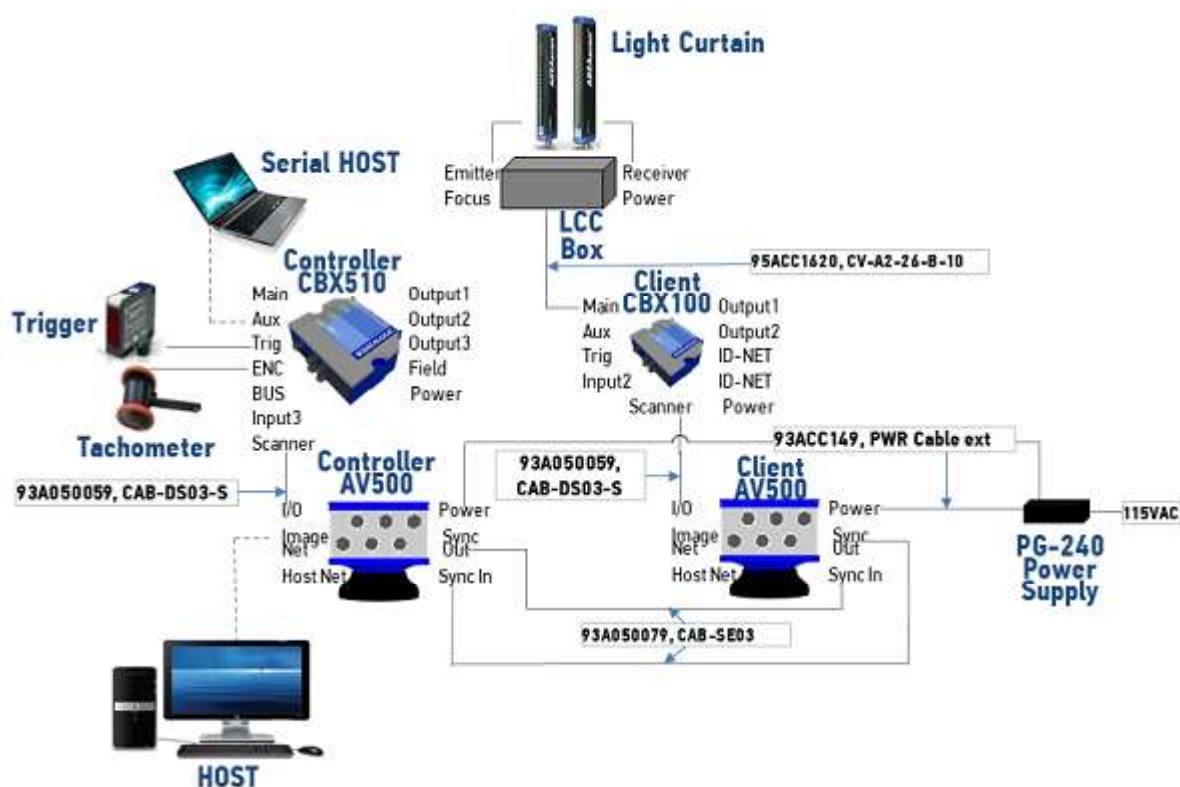 Light Curtain
Serial HOST
Emitter
Receiver
Focus
Power
LCC
Box
95ACC1620, CV-A2-26-B-10
Controller
CBX510
Client
CBX100
Main
Output1
Aux
Output2
Trig
Output3
ENC
Field
BUS
Power
Input3
Scanner
Main
Output1
Aux
Output2
Trig
ID-NET
Input2
ID-NET
Scanner
Power
Trigger
Tachometer
93A050059, CAB-DS03-S
Controller
AV500
93A050059,
CAB-DS03-S
Client
AV500
93ACC149, PWR Cable ext
I/O
Power
Image
Net
Sync
Out
Host Net
Sync In
I/O
Power
Image
Net
Sync
Out
Host Net
Sync In
115VAC
PG-240
Power
Supply
93A050079, CAB-SE03
HOST